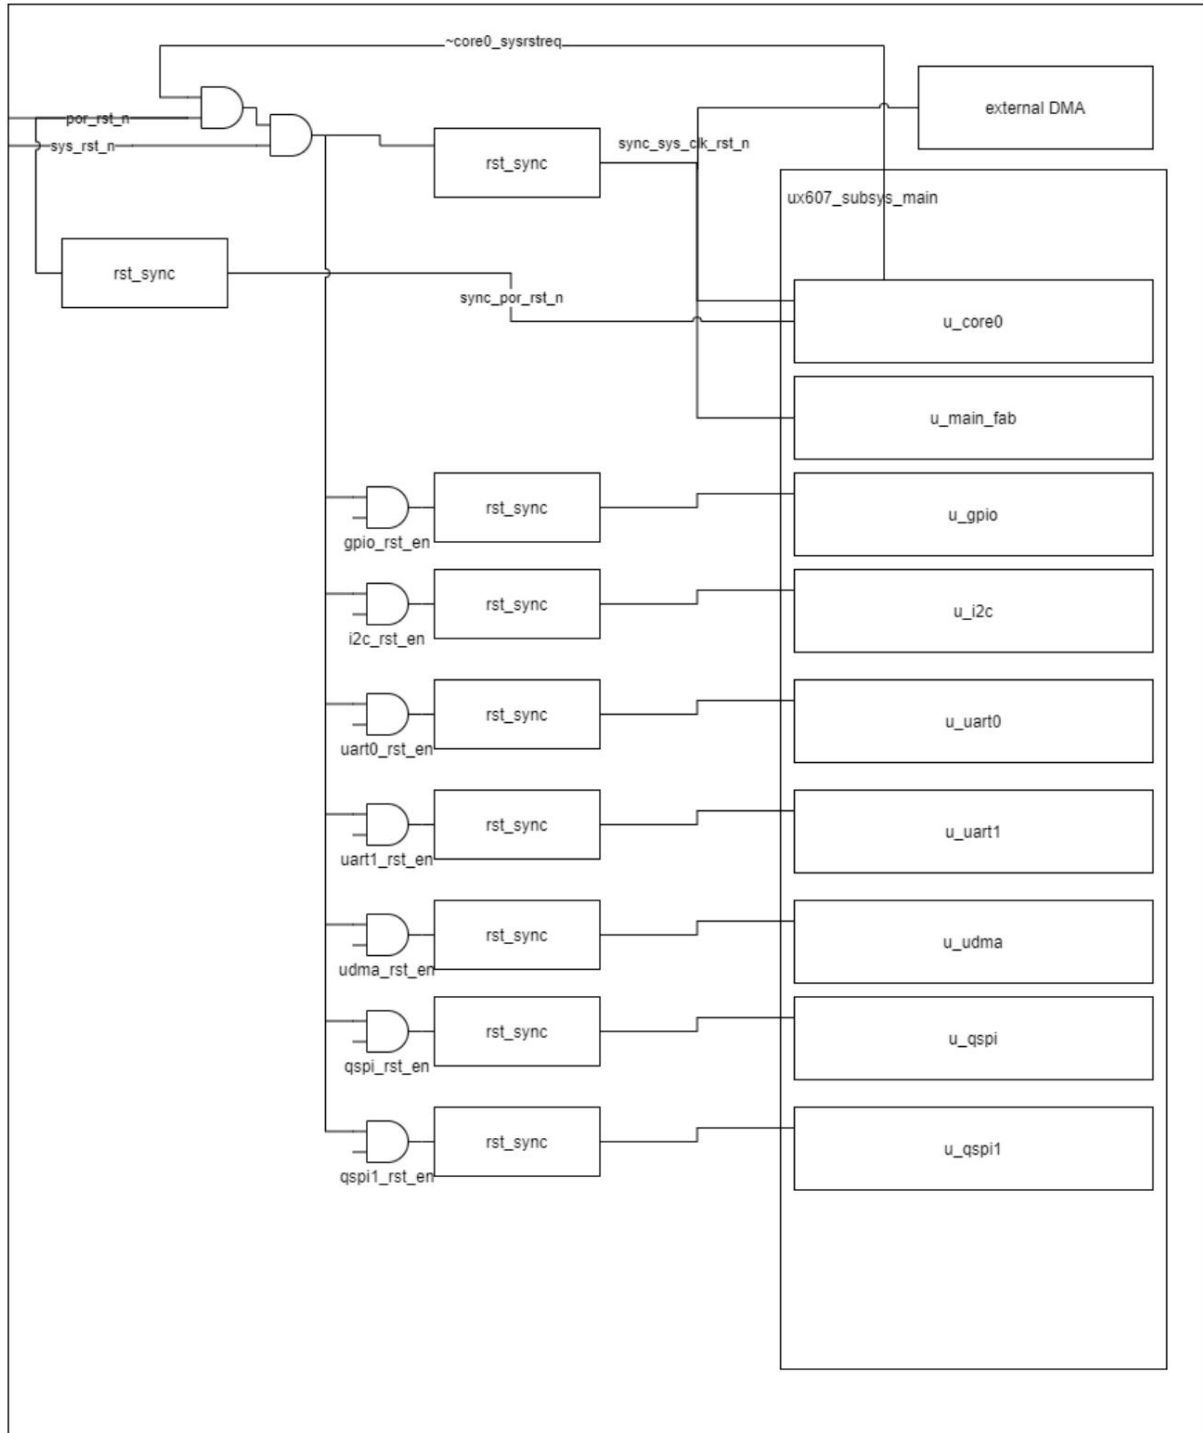 ~core0_sysrstreq
external DMA
por_rst_n
sys_rst_n
rst_sync
sync_sys_clk_rst_n
ux607_subsys_main
rst_sync
sync_por_rst_n
u_core0
u_main_fab
rst_sync
u_gpio
gpio_rst_en
rst_sync
u_i2c
i2c_rst_en
rst_sync
u_uart0
uart0_rst_en
rst_sync
u_uart1
uart1_rst_en
rst_sync
u_udma
udma_rst_en
rst_sync
u_qspi
qspi_rst_en
rst_sync
u_qspi1
qspi1_rst_en